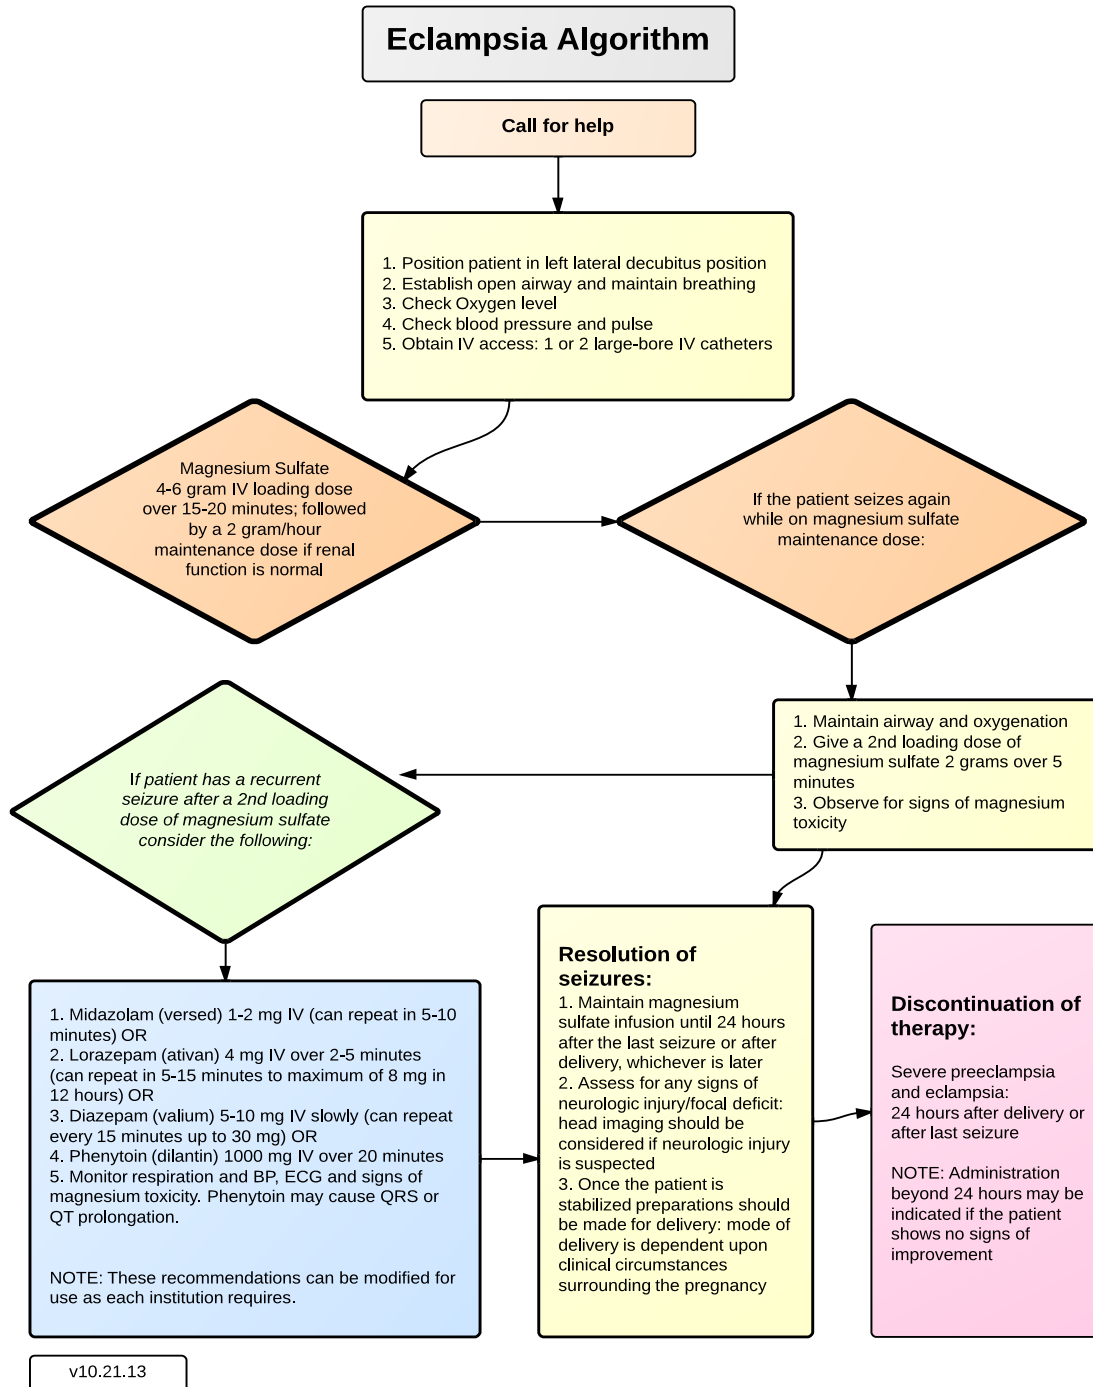 Eclampsia Algorithm
Call for help
1. Position patient in left lateral decubitus position
2. Establish open airway and maintain breathing
3. Check Oxygen level
4. Check blood pressure and pulse
5. Obtain IV access: 1 or 2 large-bore IV catheters
Magnesium Sulfate
4-6 gram IV loading dose
over 15-20 minutes; followed
by a 2 gram/hour
maintenance dose if renal
function is normal
If the patient seizes again
while on magnesium sulfate
maintenance dose:
1. Maintain airway and oxygenation
2. Give a 2nd loading dose of
magnesium sulfate 2 grams over 5
minutes
3. Observe for signs of magnesium
toxicity
If patient has a recurrent
seizure after a 2nd loading
dose of magnesium sulfate
consider the following:
1. Midazolam (versed) 1-2 mg IV (can repeat in 5-10
minutes) OR
2. Lorazepam (ativan) 4 mg IV over 2-5 minutes
(can repeat in 5-15 minutes to maximum of 8 mg in
12 hours) OR
3. Diazepam (valium) 5-10 mg IV slowly (can repeat
every 15 minutes up to 30 mg) OR
4. Phenytoin (dilantin) 1000 mg IV over 20 minutes
5. Monitor respiration and BP, ECG and signs of
magnesium toxicity. Phenytoin may cause QRS or
QT prolongation.
NOTE: These recommendations can be modified for
use as each institution requires.
Resolution of
seizures:
1. Maintain magnesium
sulfate infusion until 24 hours
after the last seizure or after
delivery, whichever is later
2. Assess for any signs of
neurologic injury/focal deficit:
head imaging should be
considered if neurologic injury
is suspected
3. Once the patient is
stabilized preparations should
be made for delivery: mode of
delivery is dependent upon
clinical circumstances
surrounding the pregnancy
Discontinuation of
therapy:
Severe preeclampsia
and eclampsia:
24 hours after delivery or
after last seizure
NOTE: Administration
beyond 24 hours may be
indicated if the patient
shows no signs of
improvement
v10.21.13